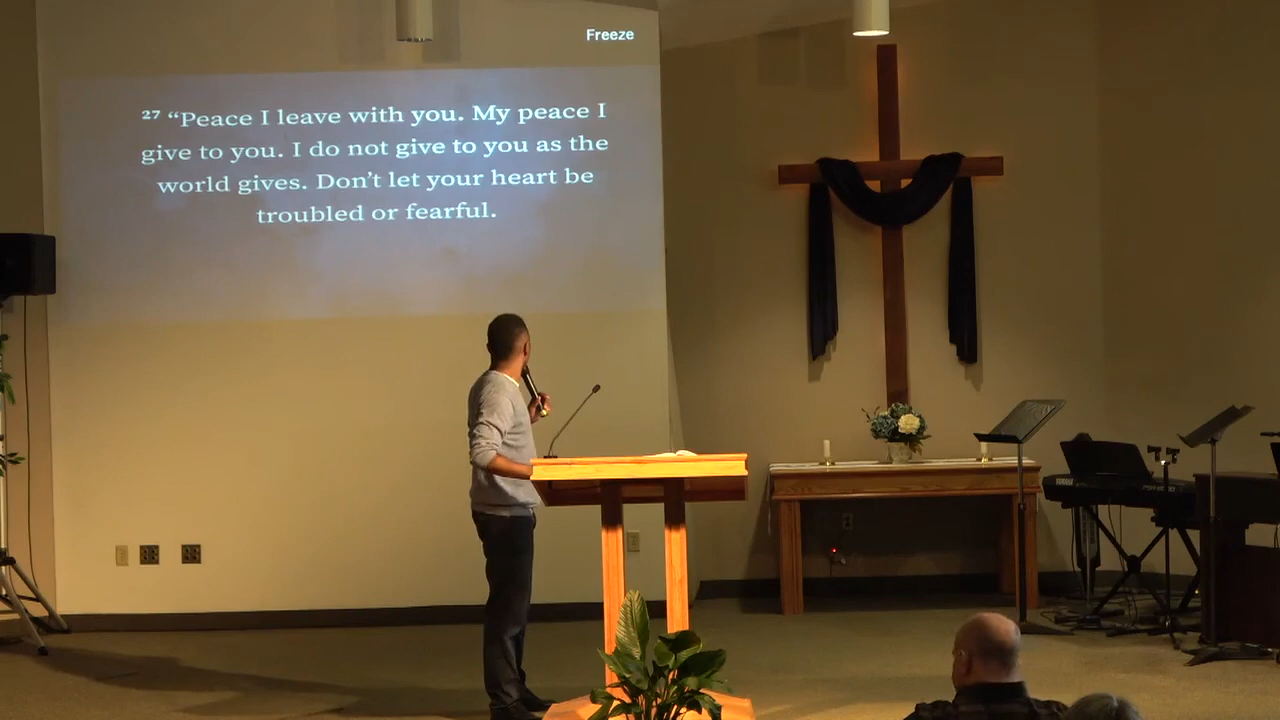 Freeze
²⁷ “Peace I leave with you. My peace I
give to you. I do not give to you as the
world gives. Don’t let your heart be
troubled or fearful.
YAMAHA